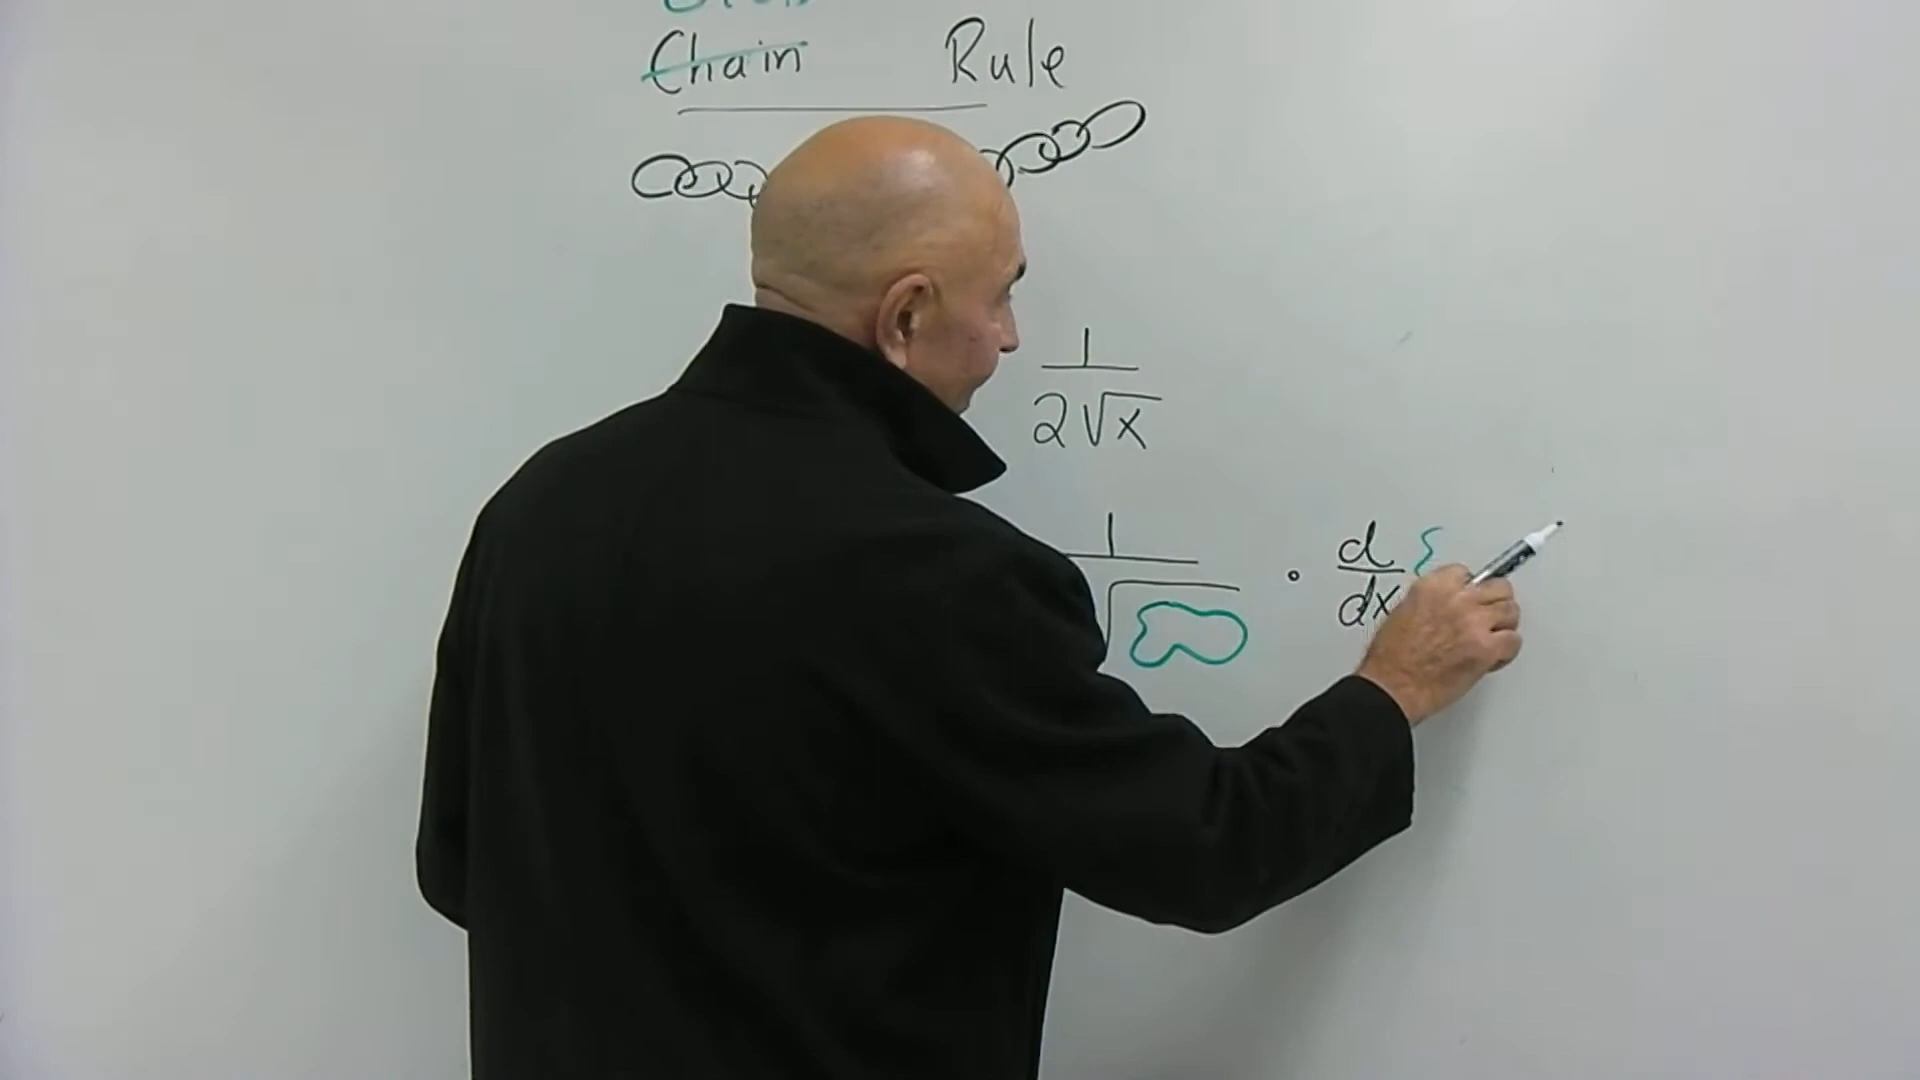 Chain Rule
1
2√x
1
√ · d
dx